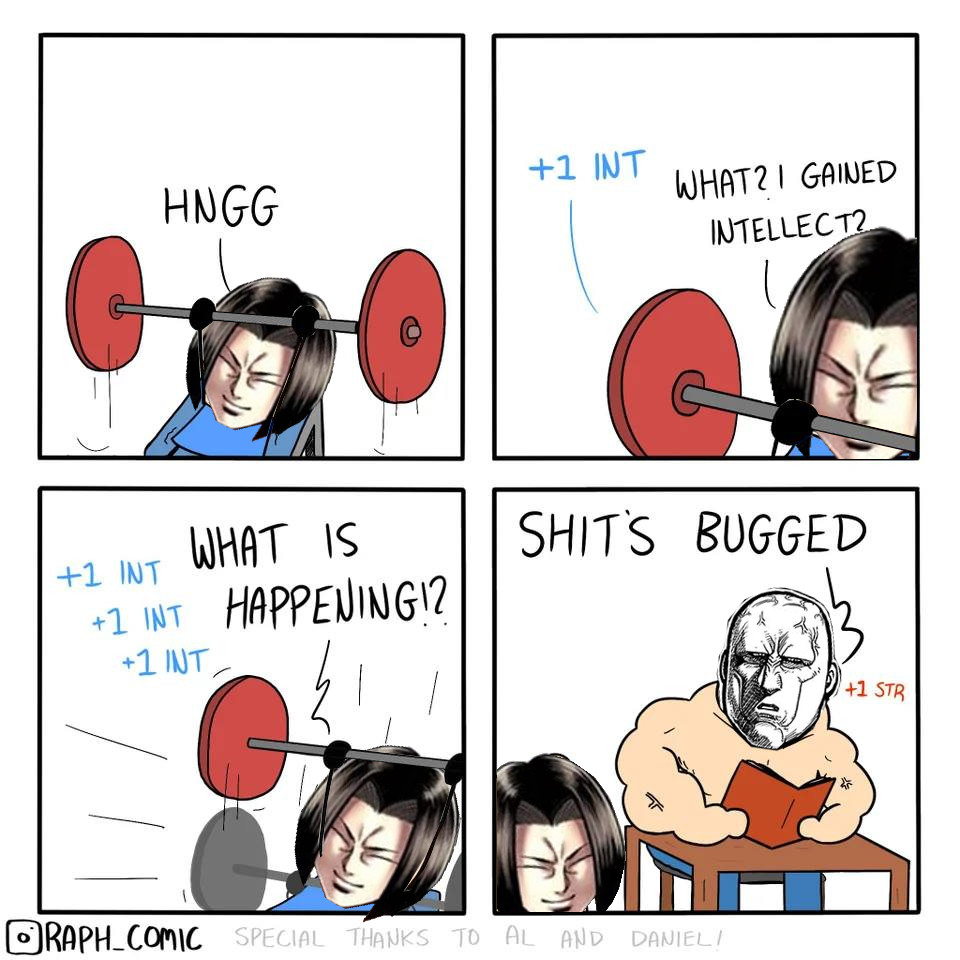 HNGG
+1 INT
WHAT? I GAINED
INTELLECT?
WHAT IS
HAPPENING!?
+1 INT
+1 INT
+1 INT
SHIT'S BUGGED
+1 STR
RAPH_COMIC
SPECIAL THANKS TO AL AND DANIEL!